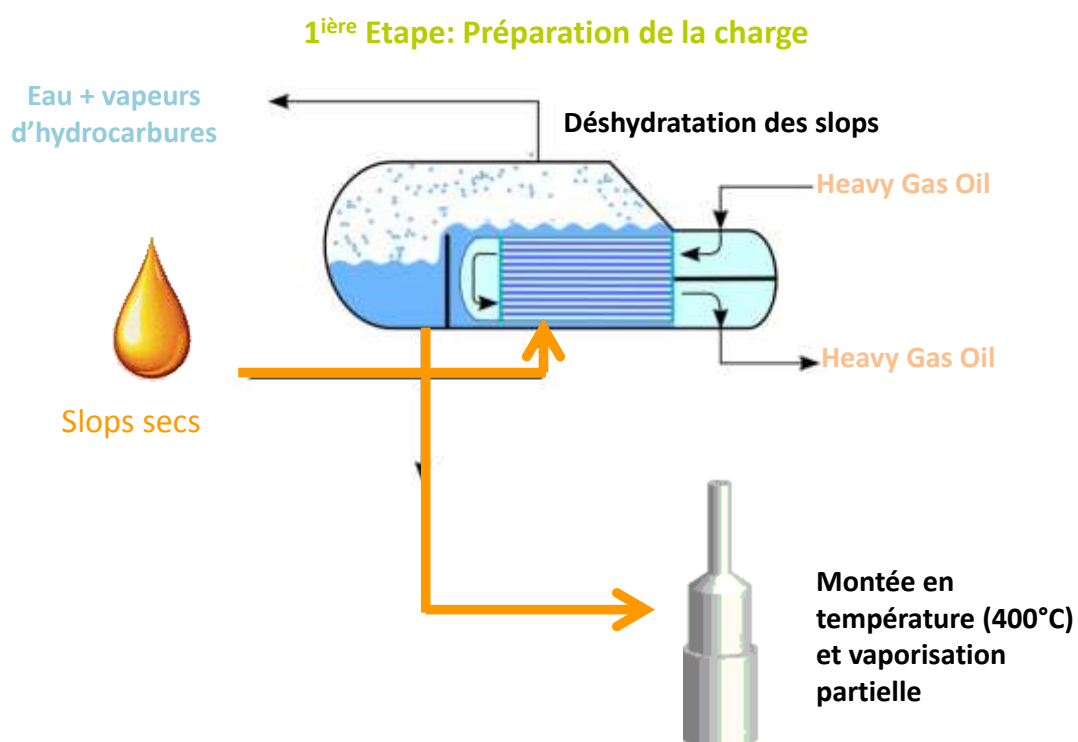 1ière Etape: Préparation de la charge
Eau + vapeurs
d’hydrocarbures
Déshydratation des slops
Heavy Gas Oil
Heavy Gas Oil
Slops secs
Montée en
température (400°C)
et vaporisation
partielle